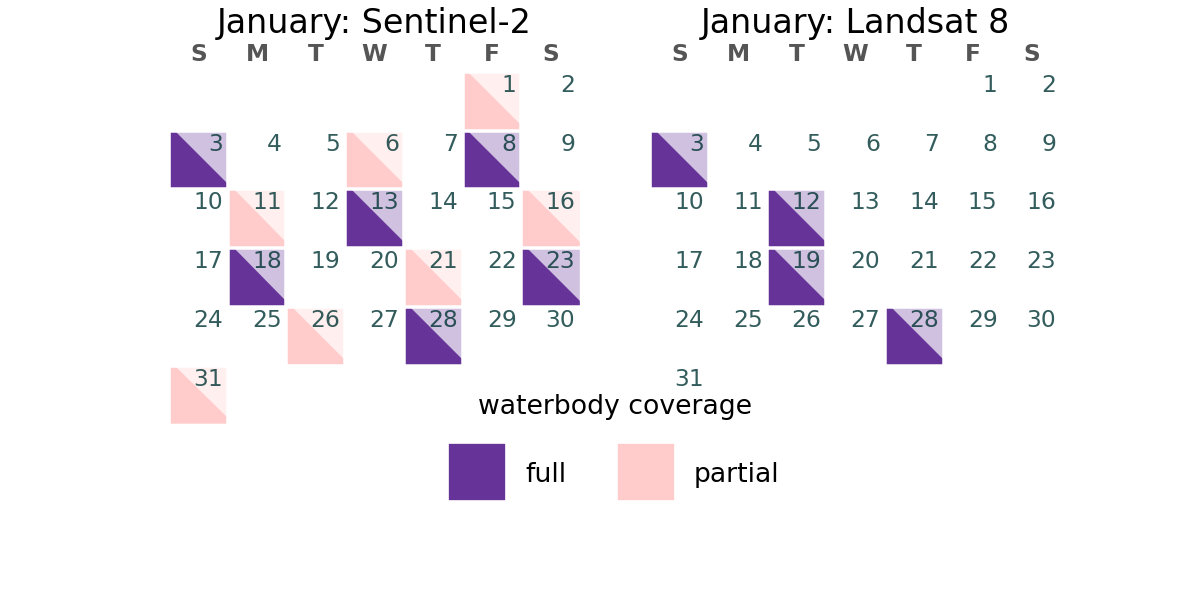 January: Sentinel-2
S M T W T F S
1 2
3 4 5 6 7 8 9
10 11 12 13 14 15 16
17 18 19 20 21 22 23
24 25 26 27 28 29 30
31
January: Landsat 8
S M T W T F S
1 2
3 4 5 6 7 8 9
10 11 12 13 14 15 16
17 18 19 20 21 22 23
24 25 26 27 28 29 30
31
waterbody coverage
full
partial